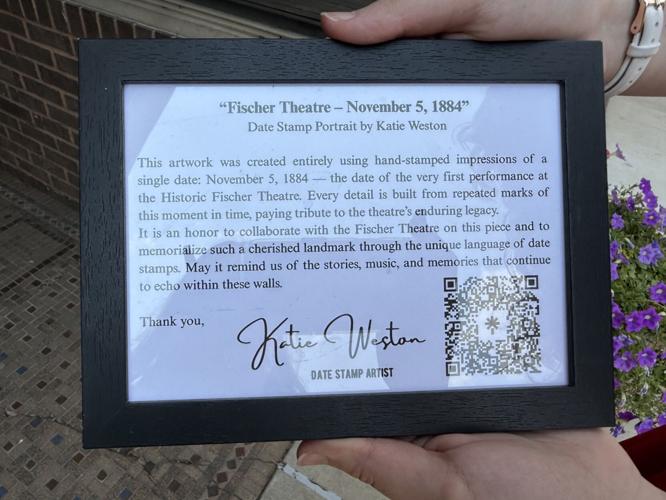 “Fischer Theatre – November 5, 1884”
Date Stamp Portrait by Katie Weston
This artwork was created entirely using hand-stamped impressions of a
single date: November 5, 1884 — the date of the very first performance at
the Historic Fischer Theatre. Every detail is built from repeated marks of
this moment in time, paying tribute to the theatre’s enduring legacy.
It is an honor to collaborate with the Fischer Theatre on this piece and to
memorialize such a cherished landmark through the unique language of date
stamps. May it remind us of the stories, music, and memories that continue
to echo within these walls.
Thank you,
Katie Weston
DATE STAMP ARTIST